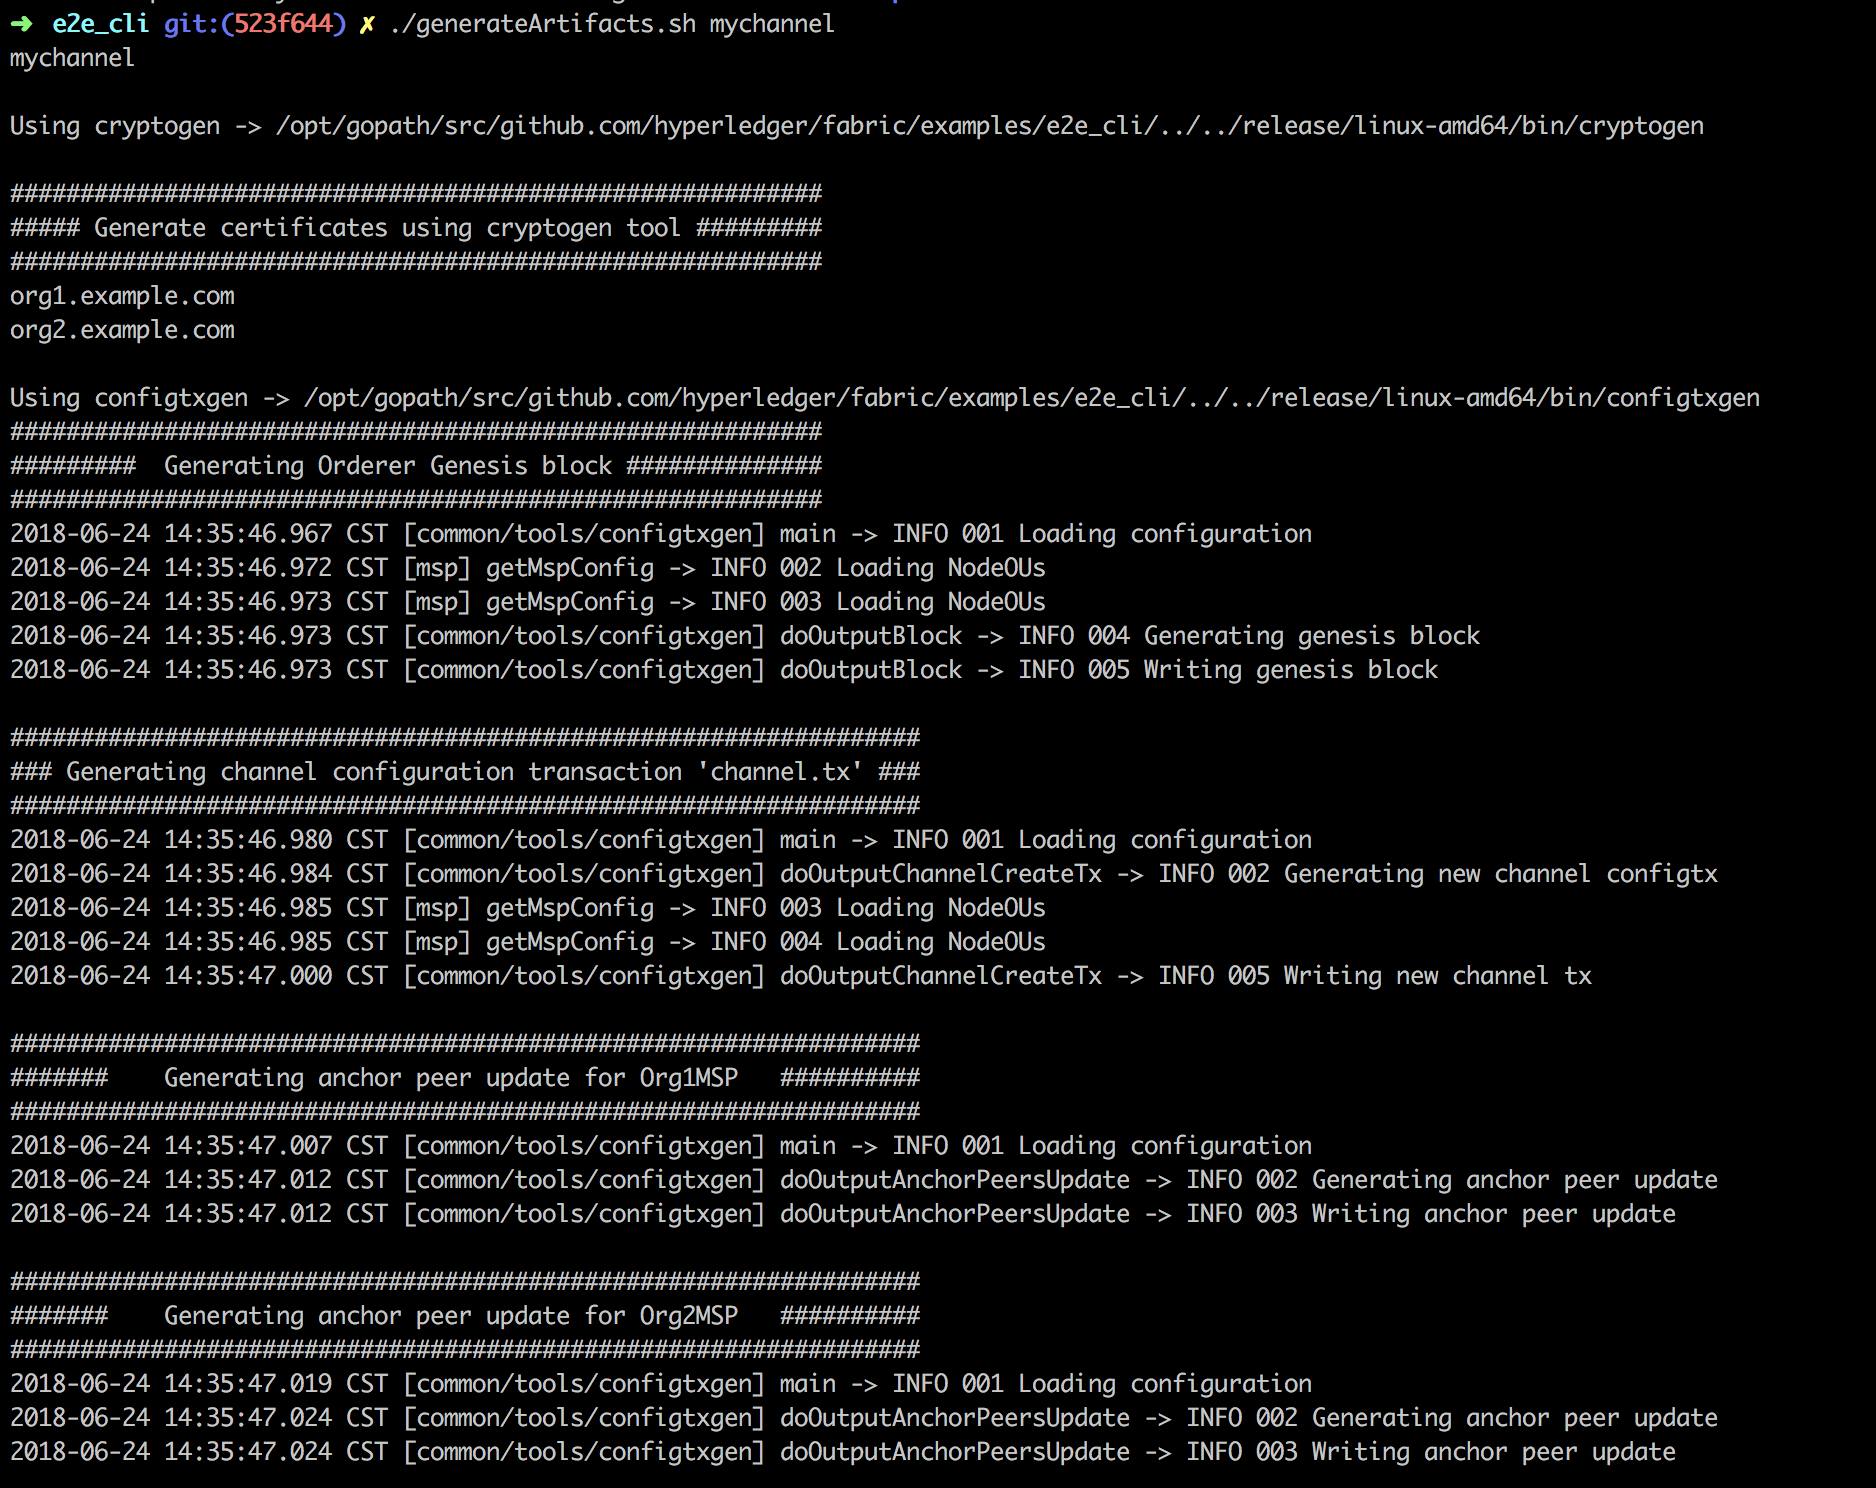 ➜ e2e_cli git:(523f644) ✗ ./generateArtifacts.sh mychannel
mychannel
Using cryptogen -> /opt/gopath/src/github.com/hyperledger/fabric/examples/e2e_cli/../../release/linux-amd64/bin/cryptogen
##########################################################
##### Generate certificates using cryptogen tool #########
##########################################################
org1.example.com
org2.example.com
Using configtxgen -> /opt/gopath/src/github.com/hyperledger/fabric/examples/e2e_cli/../../release/linux-amd64/bin/configtxgen
##########################################################
#########  Generating Orderer Genesis block ##############
##########################################################
2018-06-24 14:35:46.967 CST [common/tools/configtxgen] main -> INFO 001 Loading configuration
2018-06-24 14:35:46.972 CST [msp] getMspConfig -> INFO 002 Loading NodeOUs
2018-06-24 14:35:46.973 CST [msp] getMspConfig -> INFO 003 Loading NodeOUs
2018-06-24 14:35:46.973 CST [common/tools/configtxgen] doOutputBlock -> INFO 004 Generating genesis block
2018-06-24 14:35:46.973 CST [common/tools/configtxgen] doOutputBlock -> INFO 005 Writing genesis block
#################################################################
### Generating channel configuration transaction 'channel.tx' ###
#################################################################
2018-06-24 14:35:46.980 CST [common/tools/configtxgen] main -> INFO 001 Loading configuration
2018-06-24 14:35:46.984 CST [common/tools/configtxgen] doOutputChannelCreateTx -> INFO 002 Generating new channel configtx
2018-06-24 14:35:46.985 CST [msp] getMspConfig -> INFO 003 Loading NodeOUs
2018-06-24 14:35:46.985 CST [msp] getMspConfig -> INFO 004 Loading NodeOUs
2018-06-24 14:35:47.000 CST [common/tools/configtxgen] doOutputChannelCreateTx -> INFO 005 Writing new channel tx
#################################################################
#######    Generating anchor peer update for Org1MSP   ##########
#################################################################
2018-06-24 14:35:47.007 CST [common/tools/configtxgen] main -> INFO 001 Loading configuration
2018-06-24 14:35:47.012 CST [common/tools/configtxgen] doOutputAnchorPeersUpdate -> INFO 002 Generating anchor peer update
2018-06-24 14:35:47.012 CST [common/tools/configtxgen] doOutputAnchorPeersUpdate -> INFO 003 Writing anchor peer update
#################################################################
#######    Generating anchor peer update for Org2MSP   ##########
#################################################################
2018-06-24 14:35:47.019 CST [common/tools/configtxgen] main -> INFO 001 Loading configuration
2018-06-24 14:35:47.024 CST [common/tools/configtxgen] doOutputAnchorPeersUpdate -> INFO 002 Generating anchor peer update
2018-06-24 14:35:47.024 CST [common/tools/configtxgen] doOutputAnchorPeersUpdate -> INFO 003 Writing anchor peer update